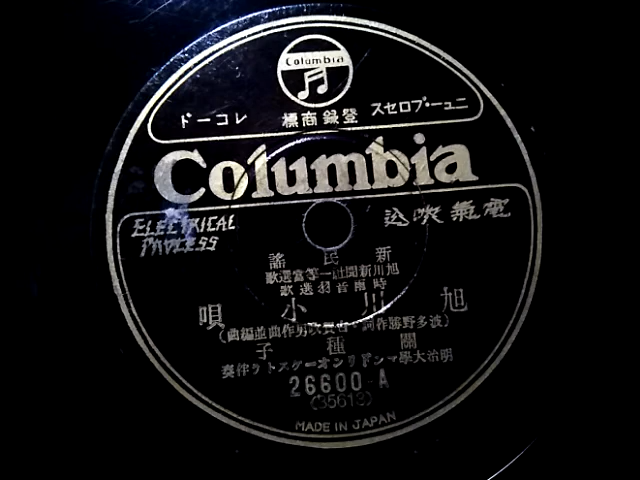 Columbia
ニュー・プロセス 登録商標 レコード
Columbia
ELECTRICAL PROCESS
電氣吹込
新民謠
旭川新聞社一等當選歌
時雨音羽選歌
旭川小唄
(波多野勝作詞・男作曲並編曲)
關種子
明治大學マンドリンオーケストラ伴奏
26600-A
(35613)
MADE IN JAPAN